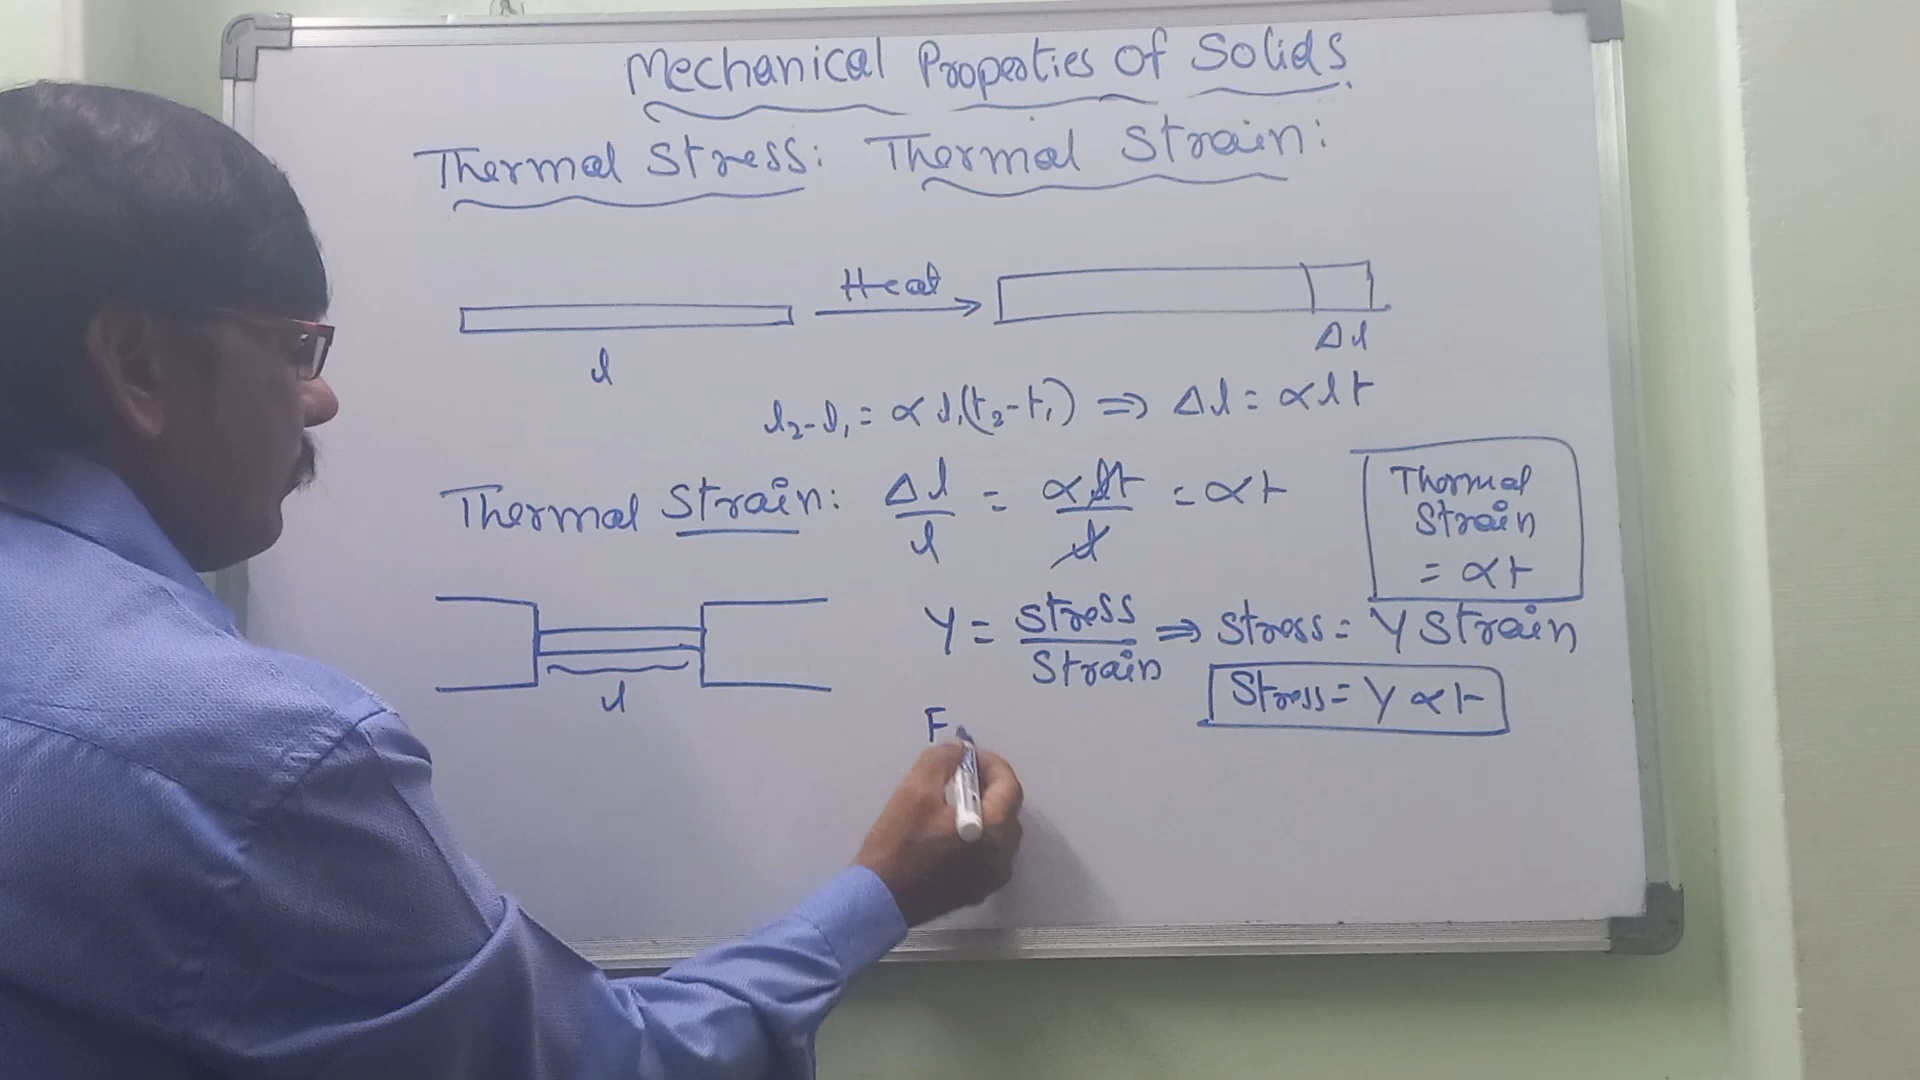 Mechanical Properties Of Solids.
Thermal Stress: Thermal Strain:
Heat
l
Δl
l₂-l₁ = α l₁(t₂-t₁) ⇒ Δl = αlt
Thermal Strain: Δl/l = αlt/l = αt
Thermal
Strain
= αt
Y = Stress/Strain ⇒ Stress = Y Strain
l
Stress = Y αt
F